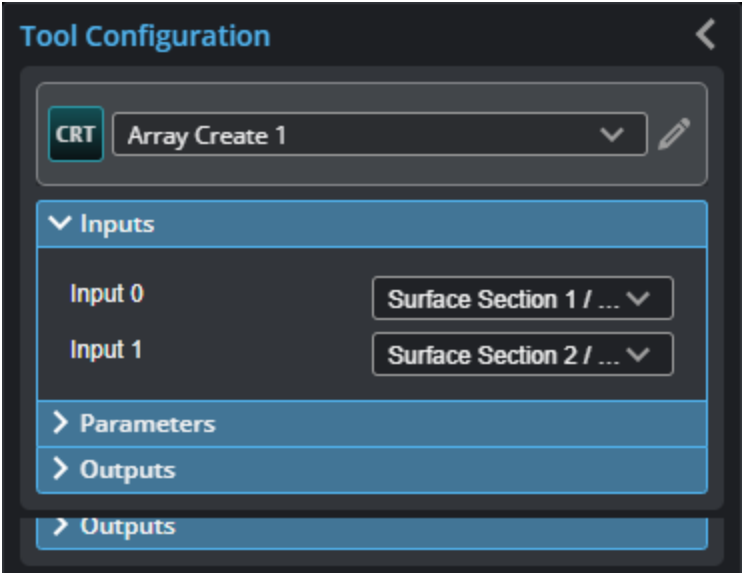 Tool Configuration
CRT Array Create 1
Inputs
Input 0 Surface Section 1 / ...
Input 1 Surface Section 2 / ...
Parameters
Outputs
Outputs